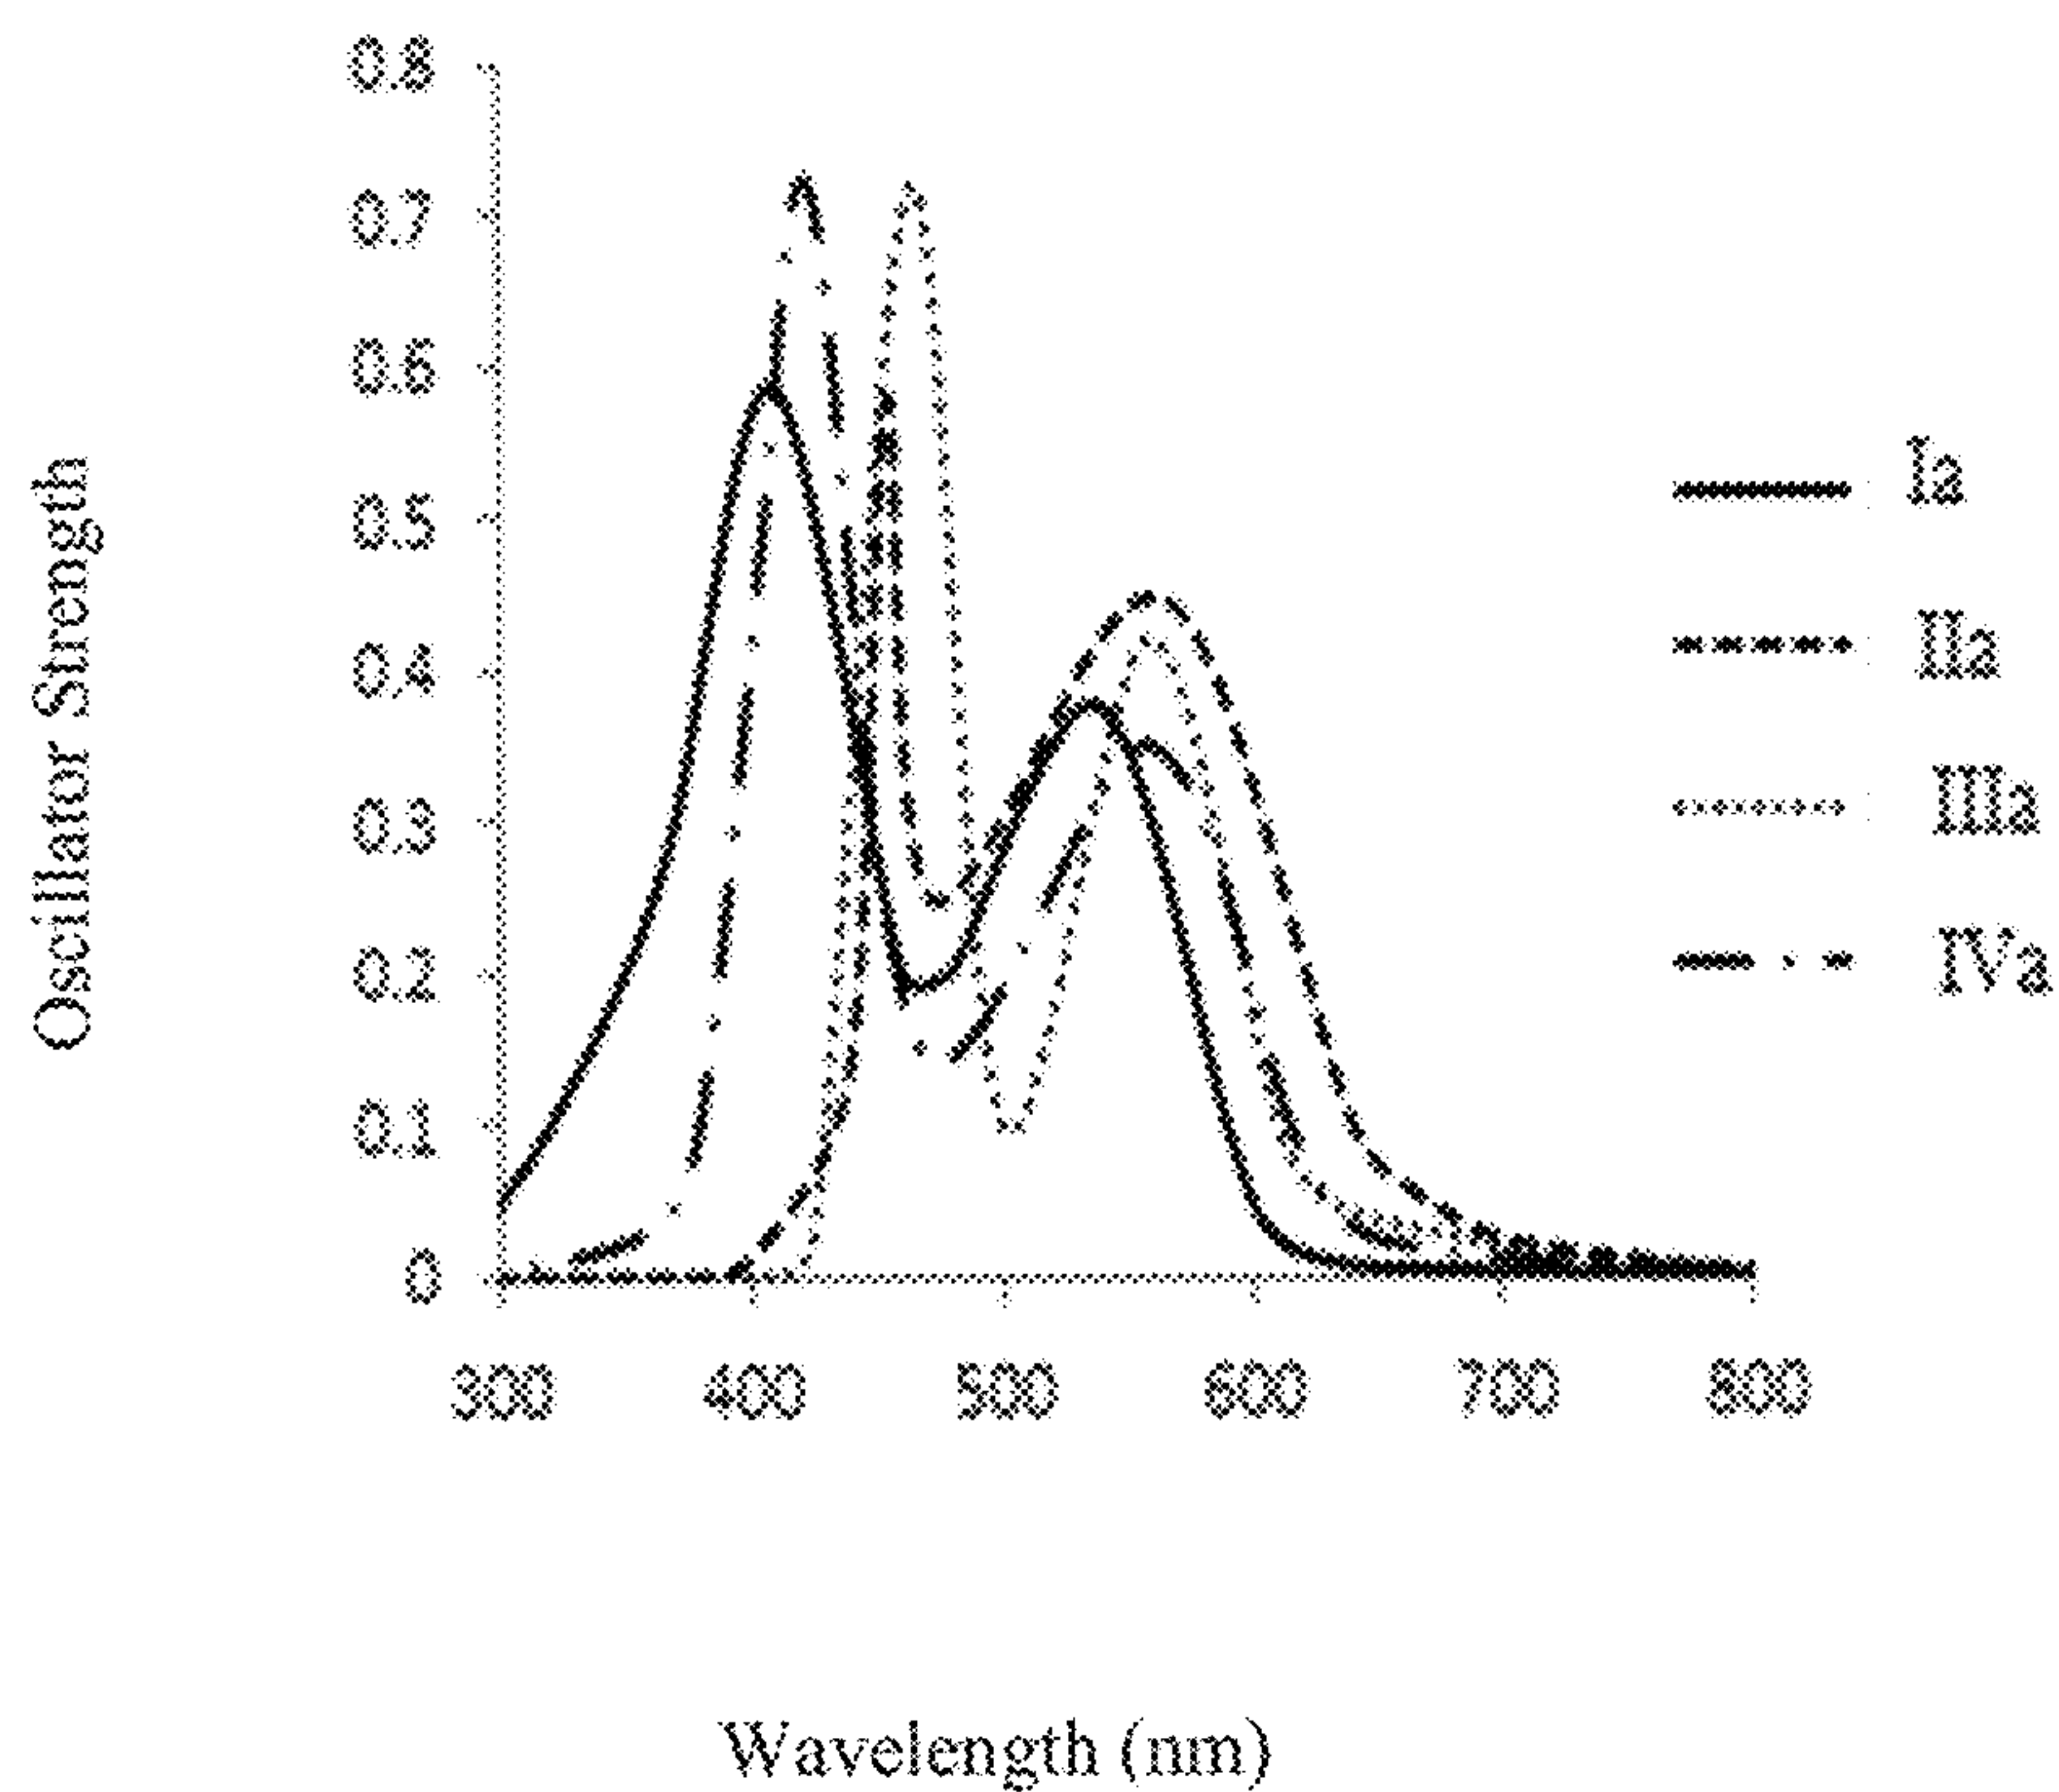 0.8
0.7
0.6
0.5
0.4
0.3
0.2
0.1
0
Oscillator Strength
300 400 500 600 700 800
Wavelength (nm)
Ia
IIa
IIIa
IVa